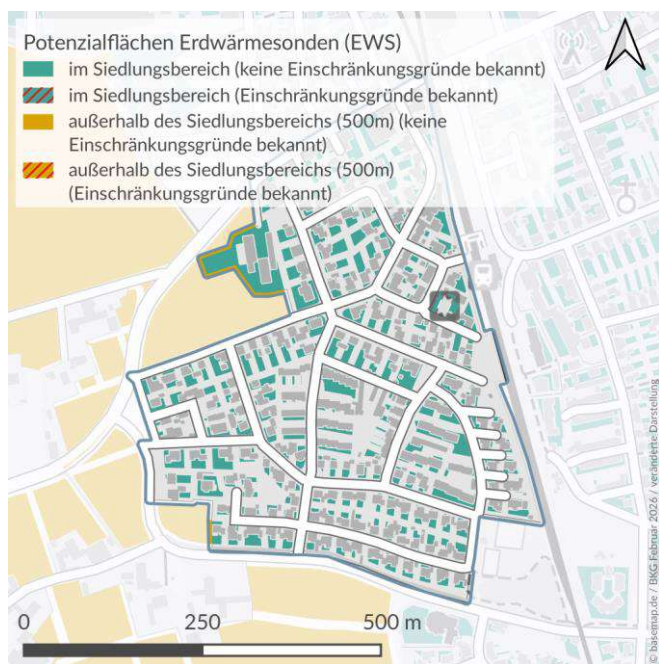 Potenzialflächen Erdwärmesonden (EWS)
im Siedlungsbereich (keine Einschränkungsgründe bekannt)
im Siedlungsbereich (Einschränkungsgründe bekannt)
außerhalb des Siedlungsbereichs (500m) (keine
Einschränkungsgründe bekannt)
außerhalb des Siedlungsbereichs (500m)
(Einschränkungsgründe bekannt)
0 250 500 m
© basemap.de / BKG Februar 2026 / veränderte Darstellung